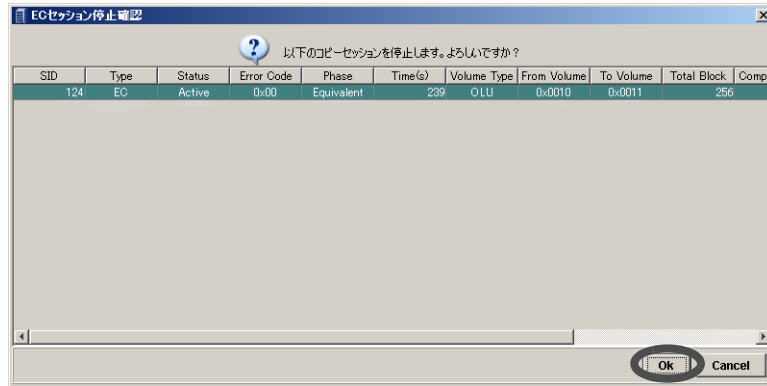 ECセッション停止確認
以下のコピーセッションを停止します。よろしいですか？
SID Type Status Error Code Phase Time(s) Volume Type From Volume To Volume Total Block Comp
124 EC Active 0x00 Equivalent 239 OLU 0x0010 0x0011 256
Ok Cancel